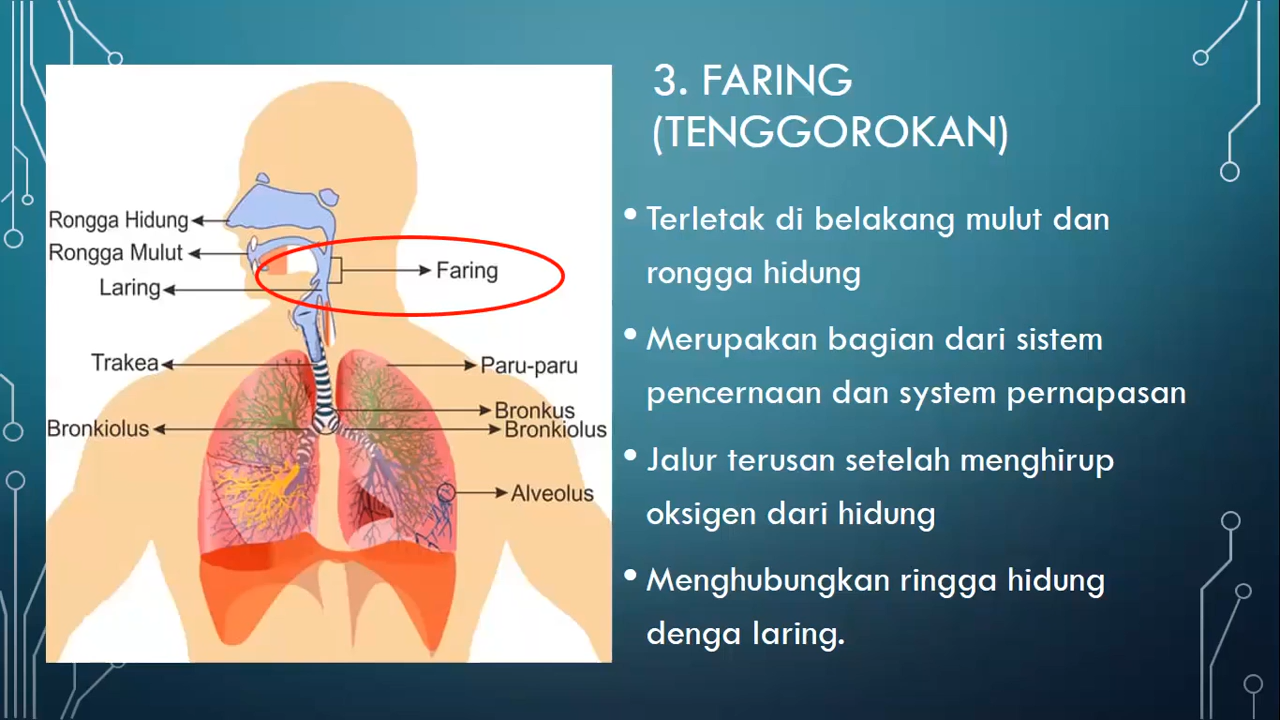 3. FARING
(TENGGOROKAN)
Terletak di belakang mulut dan
rongga hidung
Merupakan bagian dari sistem
pencernaan dan system pernapasan
Jalur terusan setelah menghirup
oksigen dari hidung
Menghubungkan ringga hidung
denga laring.
Rongga Hidung
Rongga Mulut
Laring
Faring
Trakea
Paru-paru
Bronkus
Bronkiolus
Bronkiolus
Alveolus